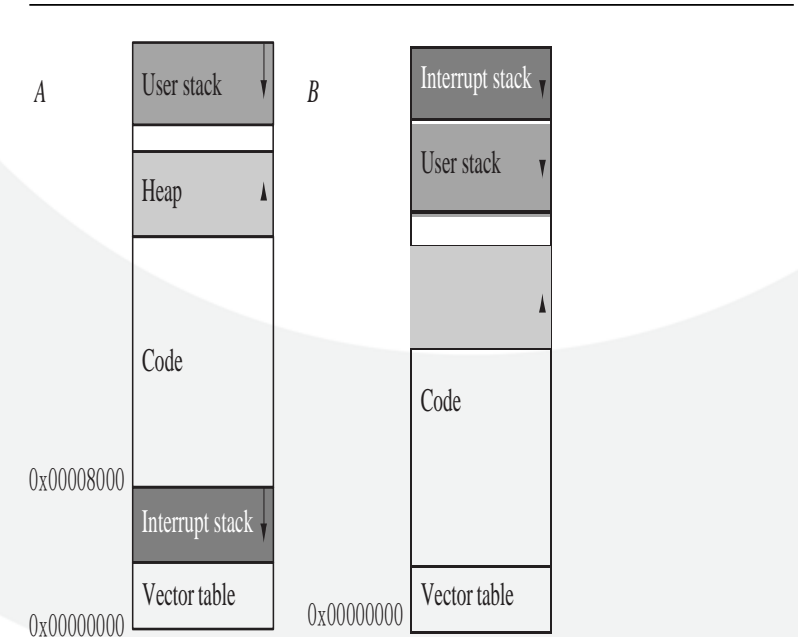 A
User stack
Heap
Code
0x00008000
Interrupt stack
Vector table
0x00000000
B
Interrupt stack
User stack
Code
Vector table
0x00000000